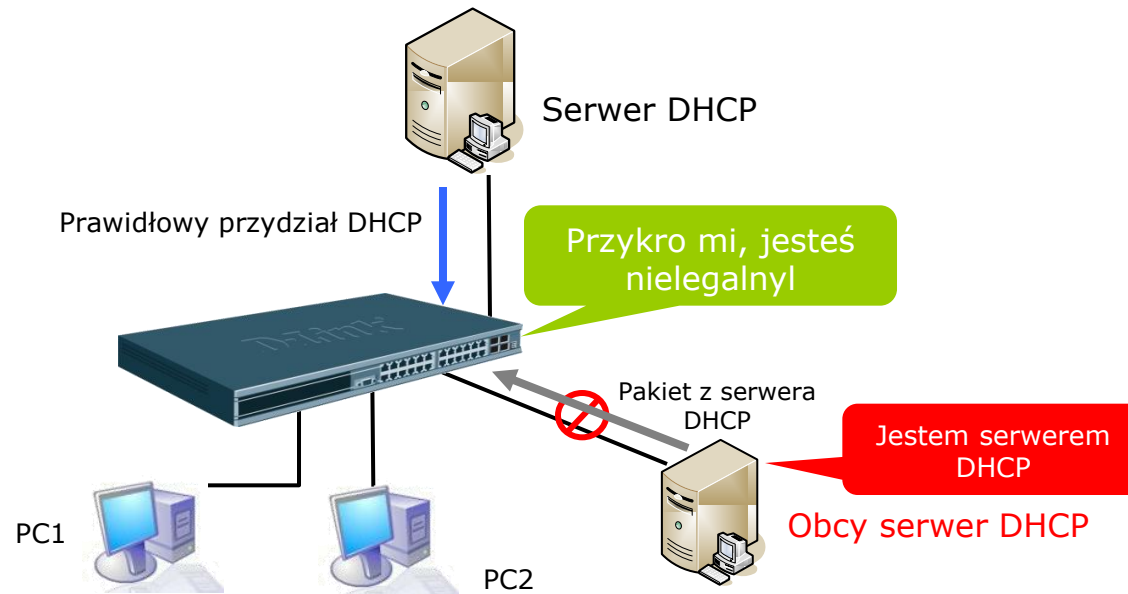 Serwer DHCP
Prawidłowy przydział DHCP
Przykro mi, jesteś
nielegalnyl
D-Link
Pakiet z serwera
DHCP
Jestem serwerem
DHCP
Obcy serwer DHCP
PC1
PC2